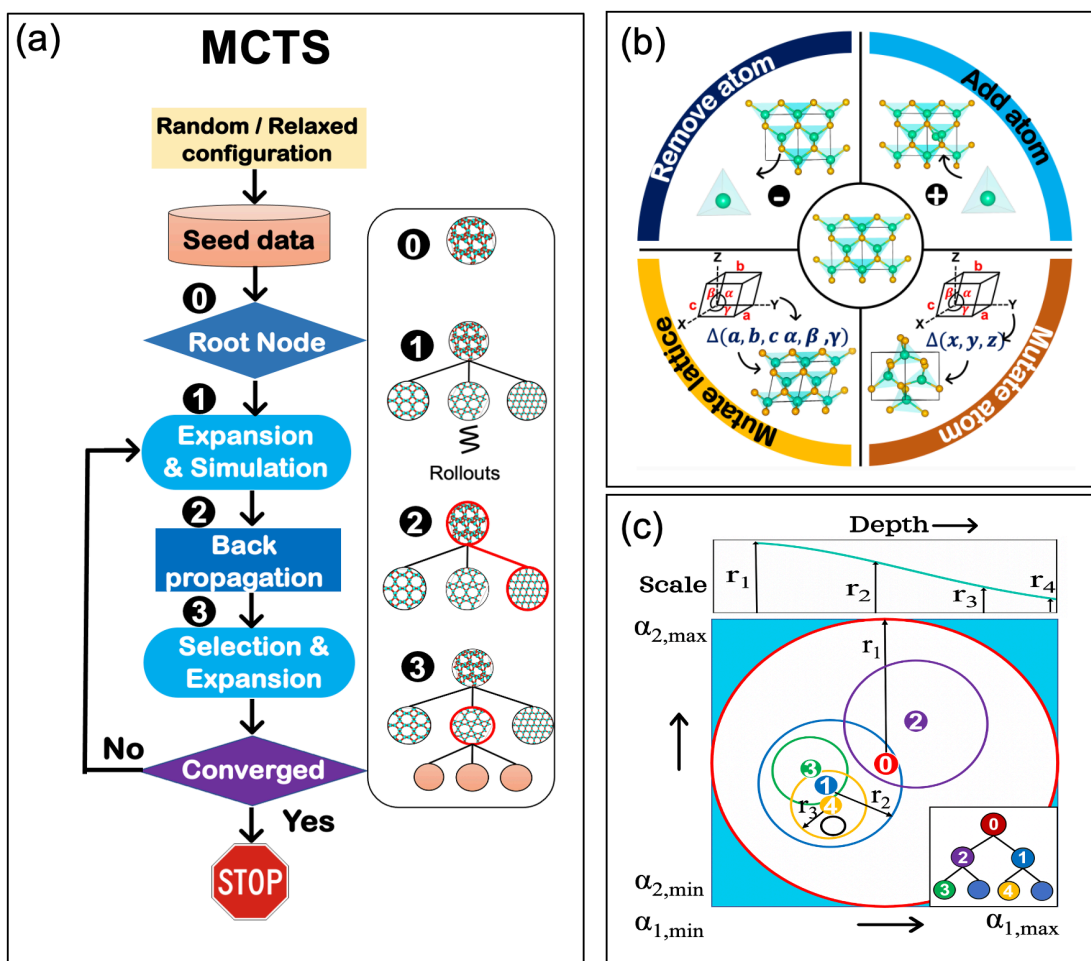 (a)
MCTS
Random / Relaxed
configuration
Seed data
0
Root Node
1
Expansion
& Simulation
2
Back
propagation
3
Selection &
Expansion
No
Converged
Yes
STOP
0
1
Rollouts
2
3
(b)
Remove atom
Add atom
-
+
Z
b
β
α
c
γ
Y
a
X
Δ(a, b, c α, β ,γ)
Z
b
β
α
c
γ
Y
a
X
Δ(x, y, z)
Mutate lattice
Mutate atom
(c)
Depth
Scale
r1
r2
r3
r4
α2,max
r1
2
0
3
1
4
r2
r3
0
2
1
3
4
α2,min
α1,min
α1,max